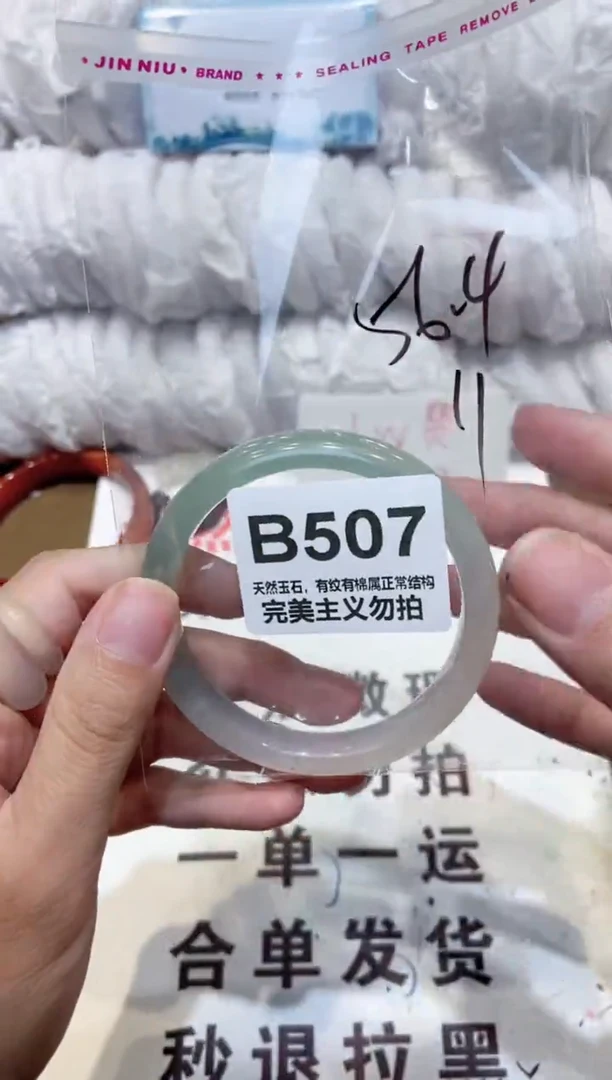 JIN NIU BRAND ★ ★ ★ SEALING TAPE REMOVE
56.4
11
B507
天然玉石，有纹有棉属正常结构
完美主义勿拍
勿拍
一单一运
合单发货
秒退拉黑